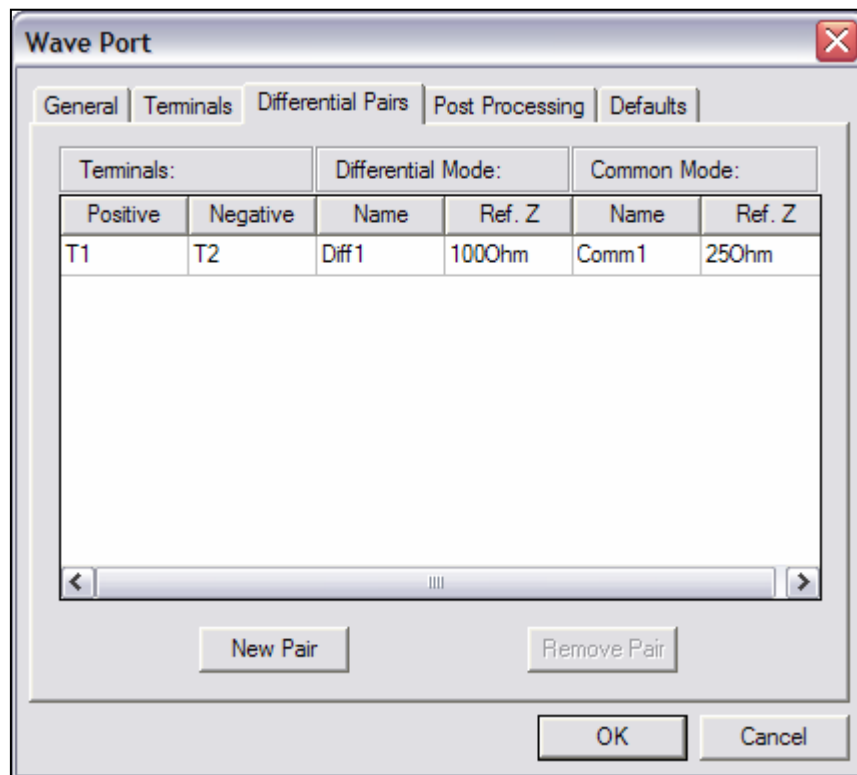 Wave Port
General Terminals Differential Pairs Post Processing Defaults
Terminals: Differential Mode: Common Mode:
Positive Negative Name Ref. Z Name Ref. Z
T1 T2 Diff1 100Ohm Comm1 25Ohm
New Pair Remove Pair
OK Cancel